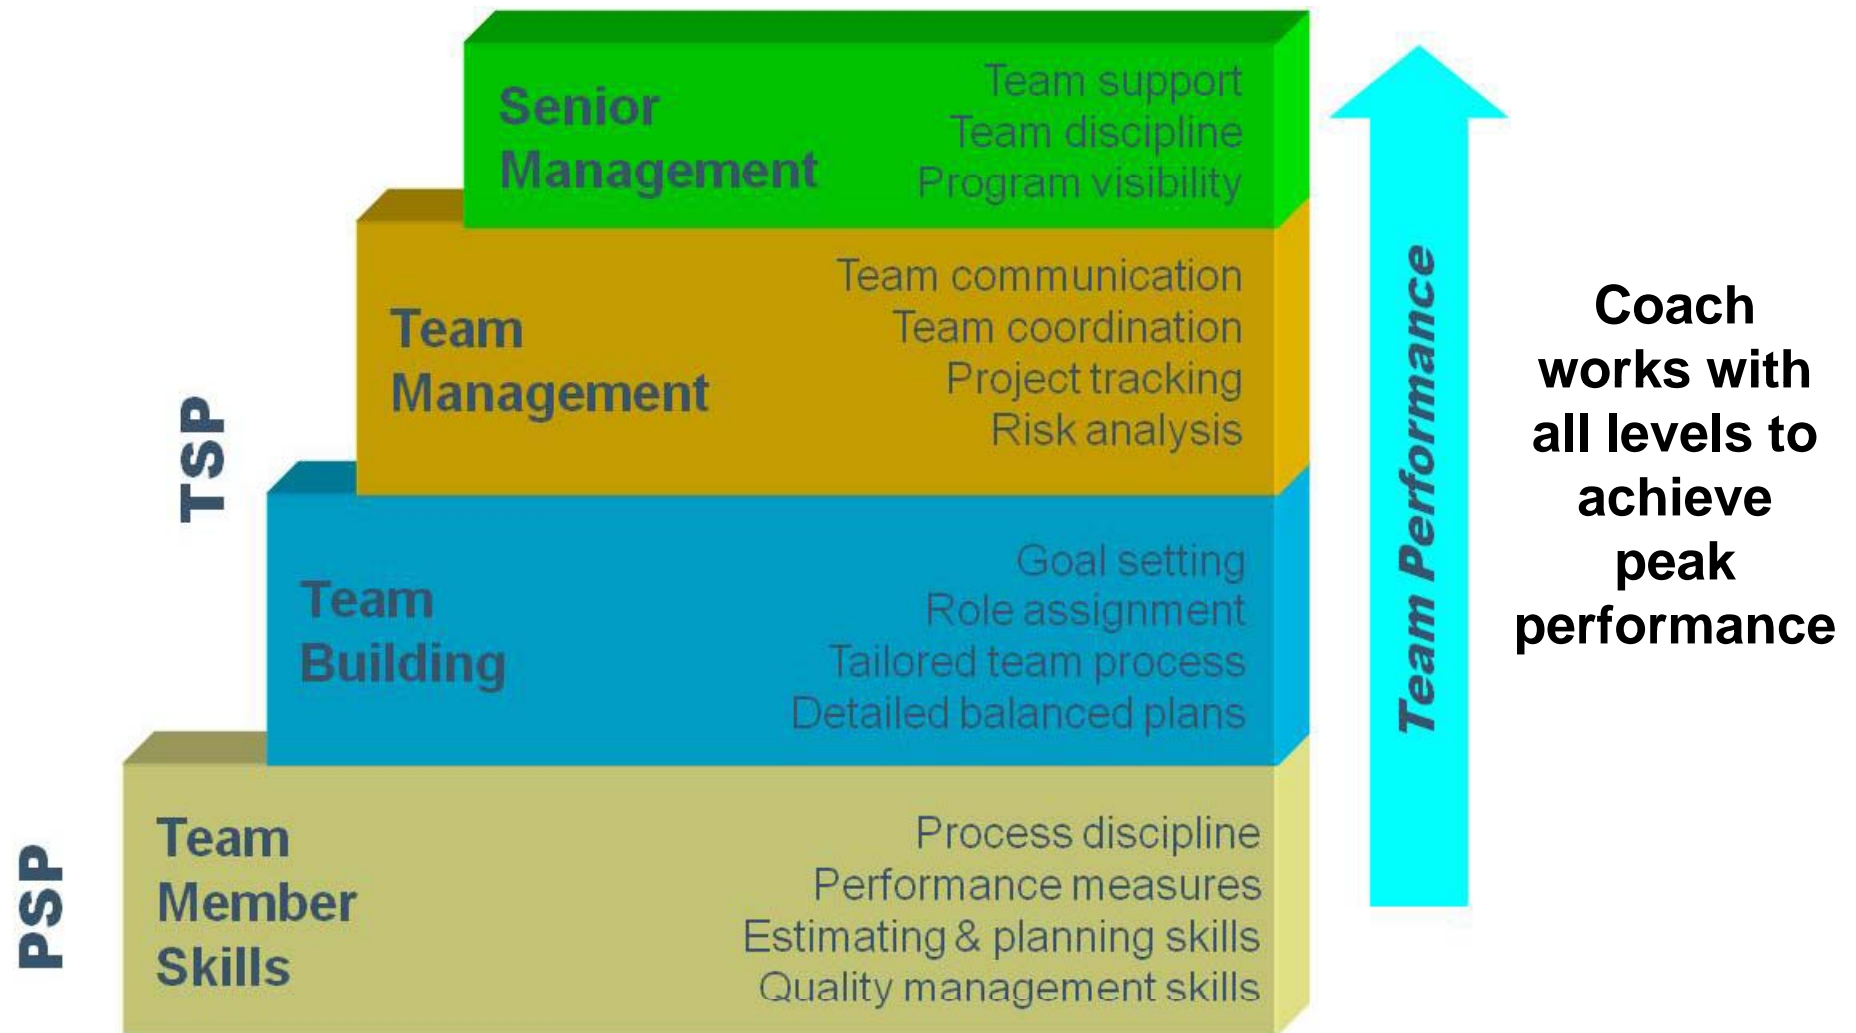 Senior
Management
Team support
Team discipline
Program visibility
Team
Management
Team communication
Team coordination
Project tracking
Risk analysis
TSP
Team
Building
Goal setting
Role assignment
Tailored team process
Detailed balanced plans
PSP
Team
Member
Skills
Process discipline
Performance measures
Estimating & planning skills
Quality management skills
Team Performance
Coach
works with
all levels to
achieve
peak
performance